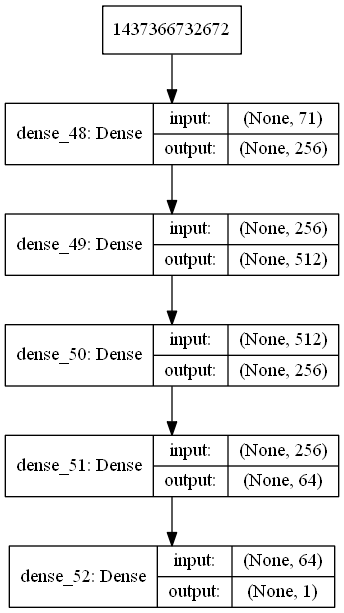 1437366732672
dense_48: Dense
input: (None, 71)
output: (None, 256)
dense_49: Dense
input: (None, 256)
output: (None, 512)
dense_50: Dense
input: (None, 512)
output: (None, 256)
dense_51: Dense
input: (None, 256)
output: (None, 64)
dense_52: Dense
input: (None, 64)
output: (None, 1)